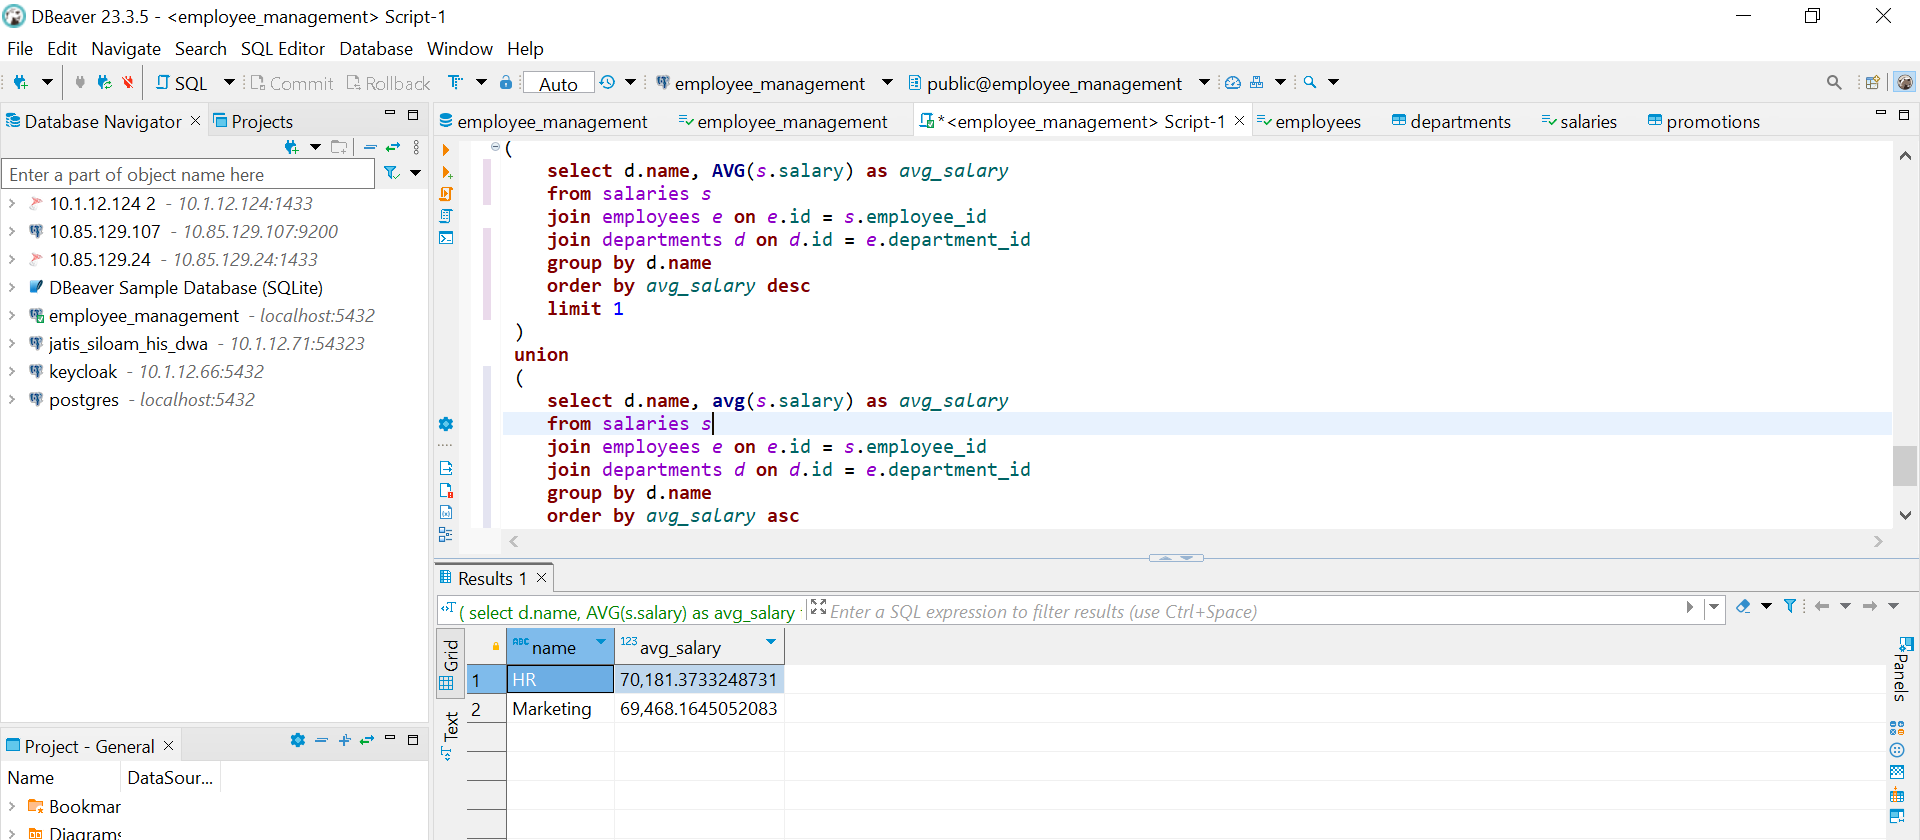 DBeaver 23.3.5 - <employee_management> Script-1
File Edit Navigate Search SQL Editor Database Window Help
SQL Commit Rollback Auto employee_management public@employee_management
Database Navigator Projects
Enter a part of object name here
10.1.12.124 2 - 10.1.12.124:1433
10.85.129.107 - 10.85.129.107:9200
10.85.129.24 - 10.85.129.24:1433
DBeaver Sample Database (SQLite)
employee_management - localhost:5432
jatis_siloam_his_dwa - 10.1.12.71:54323
keycloak - 10.1.12.66:5432
postgres - localhost:5432
Project - General
Name DataSour...
Bookmar
Diagrams
employee_management employee_management *<employee_management> Script-1 employees departments salaries promotions
(
select d.name, AVG(s.salary) as avg_salary
from salaries s
join employees e on e.id = s.employee_id
join departments d on d.id = e.department_id
group by d.name
order by avg_salary desc
limit 1
)
union
(
select d.name, avg(s.salary) as avg_salary
from salaries s
join employees e on e.id = s.employee_id
join departments d on d.id = e.department_id
group by d.name
order by avg_salary asc
Results 1
( select d.name, AVG(s.salary) as avg_salary Enter a SQL expression to filter results (use Ctrl+Space)
Grid
Text
ABC name 123 avg_salary
1 HR 70,181.3733248731
2 Marketing 69,468.1645052083
Panels